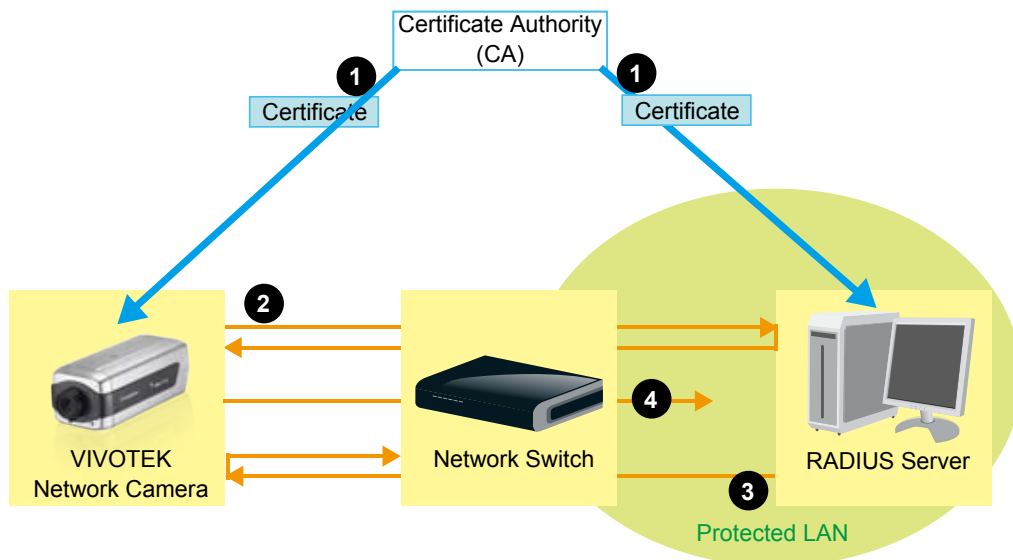 Certificate Authority
(CA)
1
1
Certificate
Certificate
2
4
VIVOTEK
Network Camera
Network Switch
RADIUS Server
3
Protected LAN